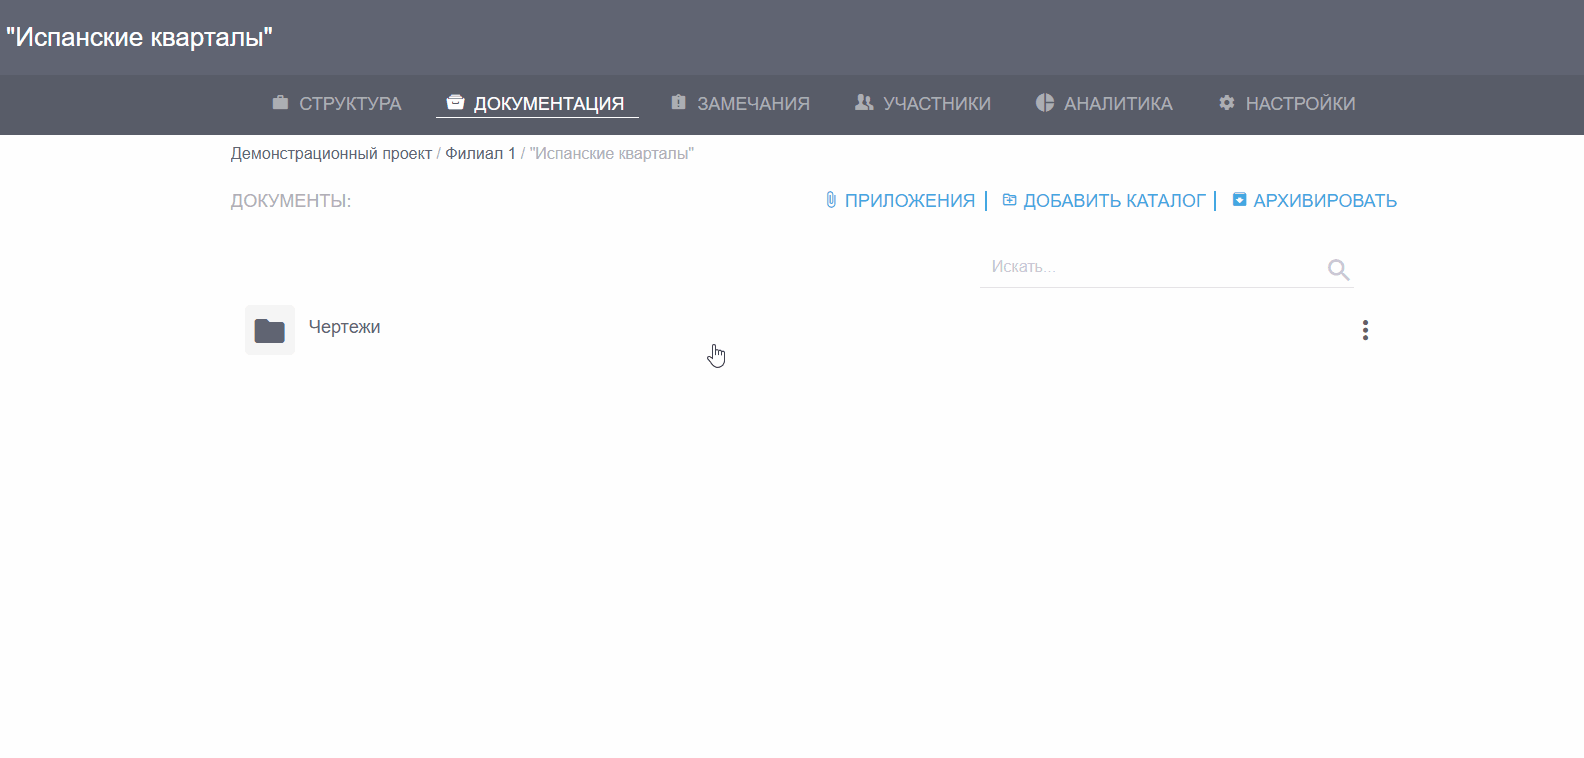 "Испанские кварталы"
СТРУКТУРА ДОКУМЕНТАЦИЯ ЗАМЕЧАНИЯ УЧАСТНИКИ АНАЛИТИКА НАСТРОЙКИ
Демонстрационный проект / Филиал 1 / "Испанские кварталы"
ДОКУМЕНТЫ: ПРИЛОЖЕНИЯ ДОБАВИТЬ КАТАЛОГ АРХИВИРОВАТЬ
Искать...
Чертежи